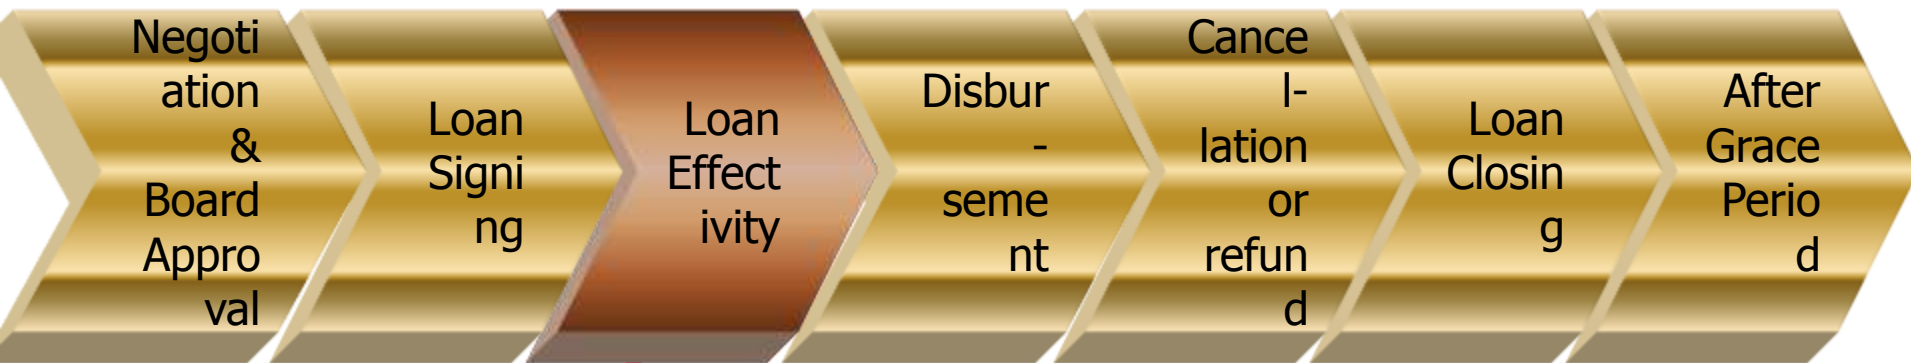 Negoti
ation
&
Board
Appro
val
Loan
Signi
ng
Loan
Effect
ivity
Disbur
-
seme
nt
Cance
l-
lation
or
refun
d
Loan
Closin
g
After
Grace
Perio
d